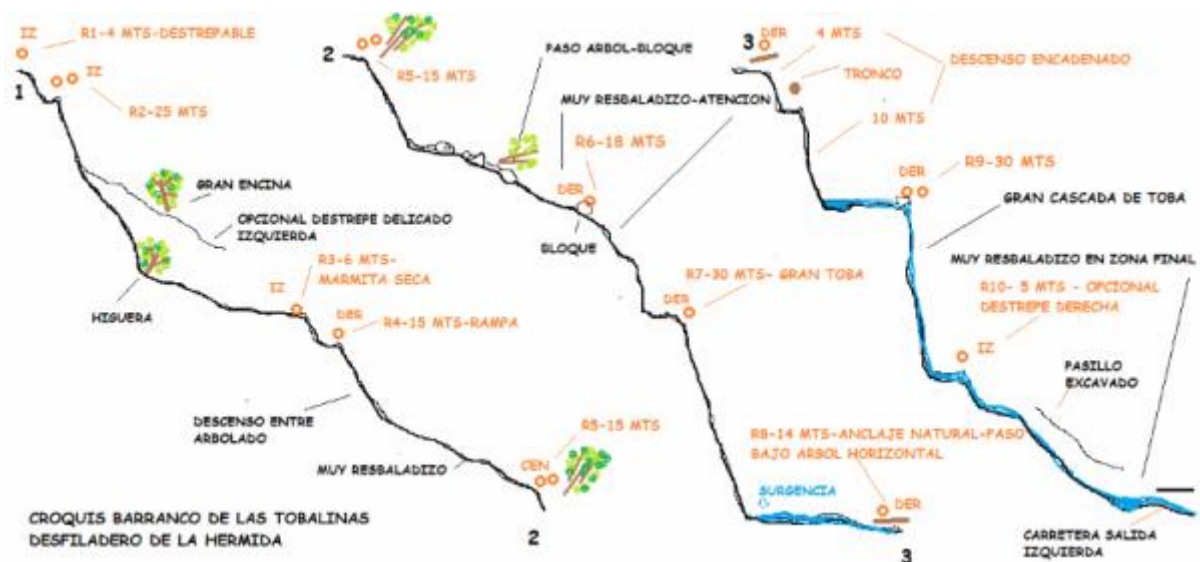 IZ
R1-4 MTS-DESTREPABLE
1
IZ
R2-25 MTS
GRAN ENCINA
OPCIONAL DESTREPE DELICADO
IZQUIERDA
HIGUERA
IZ
R3-6 MTS-
MARMITA SECA
DER
R4-15 MTS-RAMPA
DESCENSO ENTRE
ARBOLADO
MUY RESBALADIZO
CEN
R5-15 MTS
2
CROQUIS BARRANCO DE LAS TOBALINAS
DESFILADERO DE LA HERMIDA
2
R5-15 MTS
PASO ARBOL-BLOQUE
MUY RESBALADIZO-ATENCION
R6-18 MTS
DER
BLOQUE
DER
R7-30 MTS- GRAN TOBA
SURGENCIA
R8-14 MTS-ANCLAJE NATURAL-PASO
BAJO ARBOL HORIZONTAL
DER
3
3
DER
4 MTS
TRONCO
DESCENSO ENCADENADO
10 MTS
DER
R9-30 MTS
GRAN CASCADA DE TOBA
MUY RESBALADIZO EN ZONA FINAL
R10- 5 MTS - OPCIONAL
DESTREPE DERECHA
IZ
PASILLO
EXCAVADO
CARRETERA SALIDA
IZQUIERDA